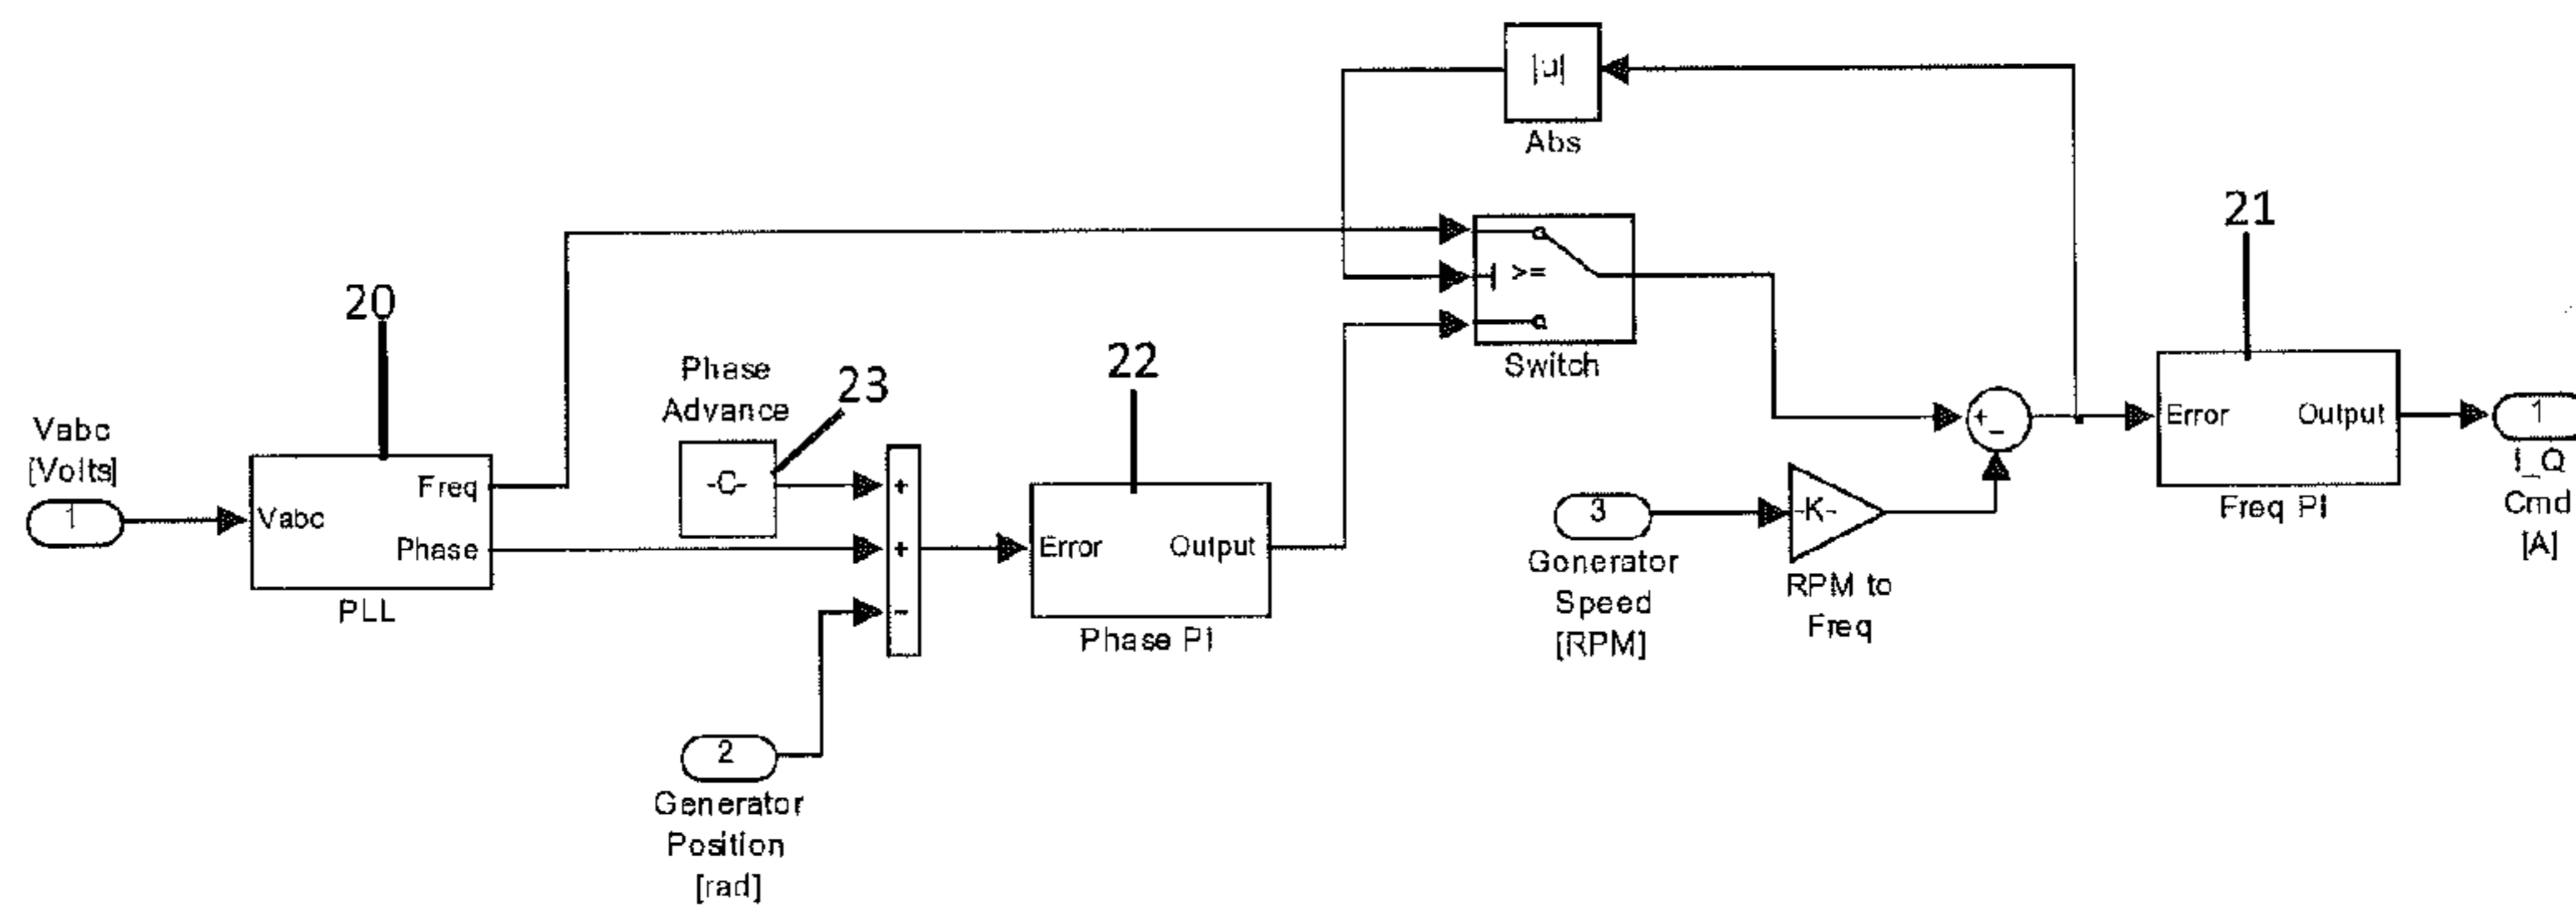 |u|
Abs
21
20
>=
Switch
22
Phase
Advance
23
Vabc
[Volts]
1
Vabc
Freq
Phase
PLL
-C-
+
+
-
Error
Output
Phase PI
+
-
Error
Output
Freq PI
1
I_Q
Cmd
[A]
3
Gonerator
Speed
[RPM]
-K-
RPM to
Freq
2
Generator
Position
[rad]